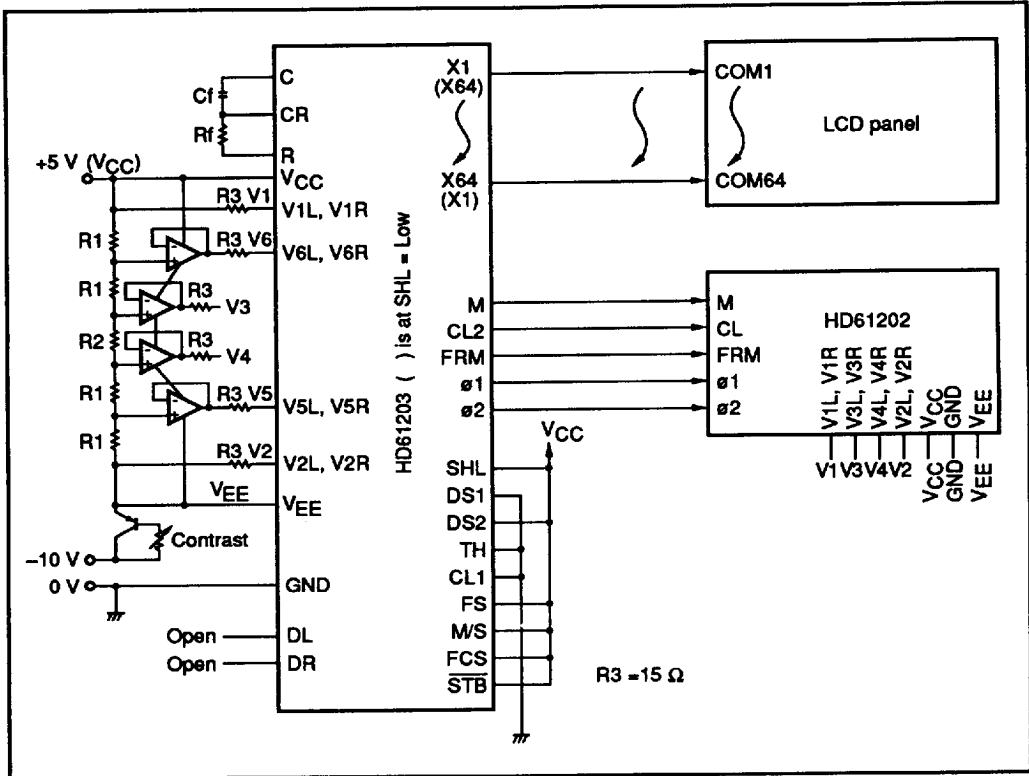 C
Cf
CR
Rf
R
+5 V (VCC)
VCC
R3 V1
V1L, V1R
R1
R3 V6
V6L, V6R
R1
R3
V3
R2
R3
V4
R1
R3 V5
V5L, V5R
R1
R3 V2
V2L, V2R
VEE
VEE
Contrast
–10 V
0 V
GND
Open
DL
Open
DR
HD61203 ( ) is at SHL = Low
X1
(X64)
X64
(X1)
M
CL2
FRM
ø1
ø2
VCC
SHL
DS1
DS2
TH
CL1
FS
M/S
FCS
STB
COM1
LCD panel
COM64
M
CL
FRM
ø1
ø2
HD61202
V1L, V1R
V3L, V3R
V4L, V4R
V2L, V2R
VCC
GND
VEE
V1
V3
V4
V2
VCC
GND
VEE
R3 =15 Ω